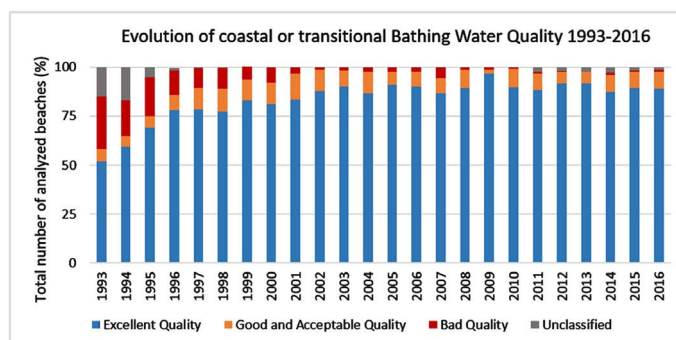 Evolution of coastal or transitional Bathing Water Quality 1993-2016
Total number of analyzed beaches (%)
100
75
50
25
0
1993 1994 1995 1996 1997 1998 1999 2000 2001 2002 2003 2004 2005 2006 2007 2008 2009 2010 2011 2012 2013 2014 2015 2016
Excellent Quality Good and Acceptable Quality Bad Quality Unclassified